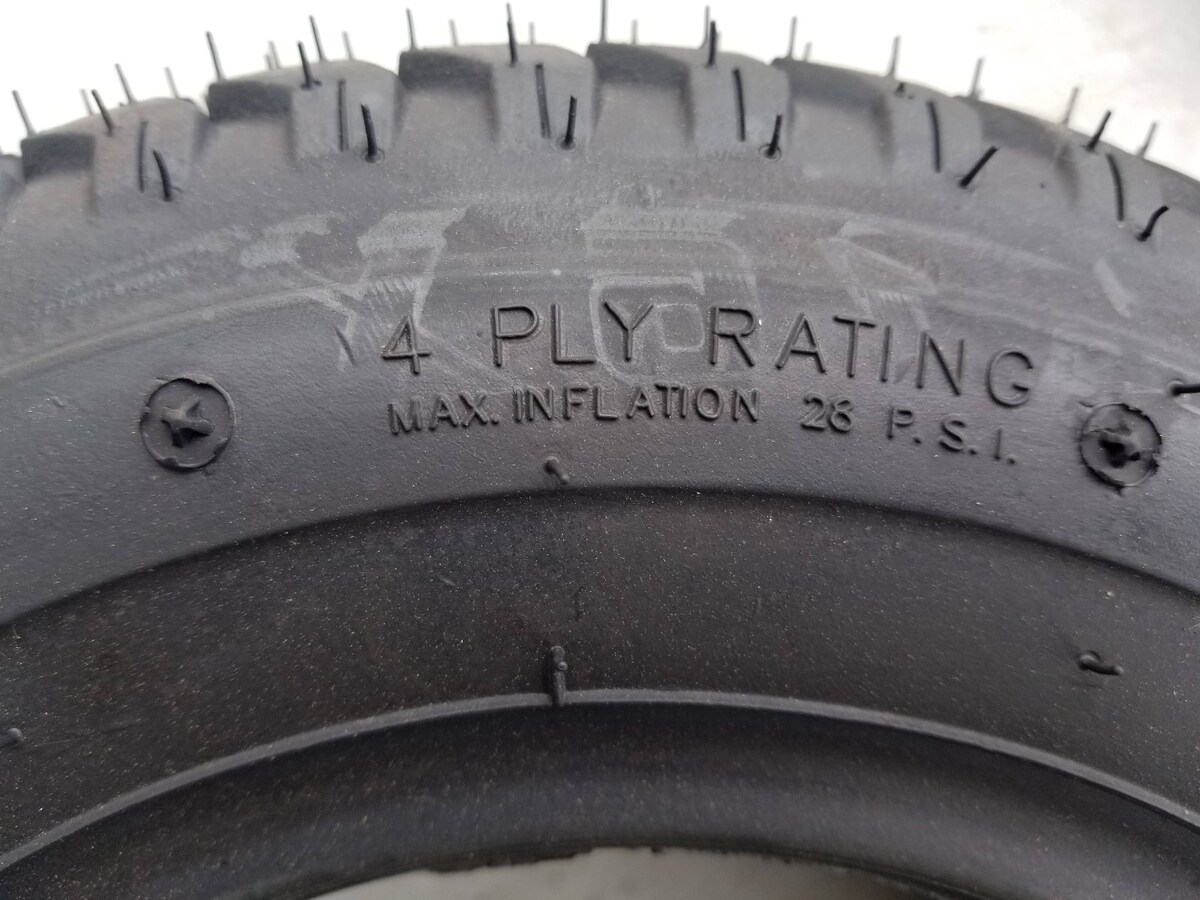 4 PLY RATING
MAX. INFLATION 28 P.S.I.